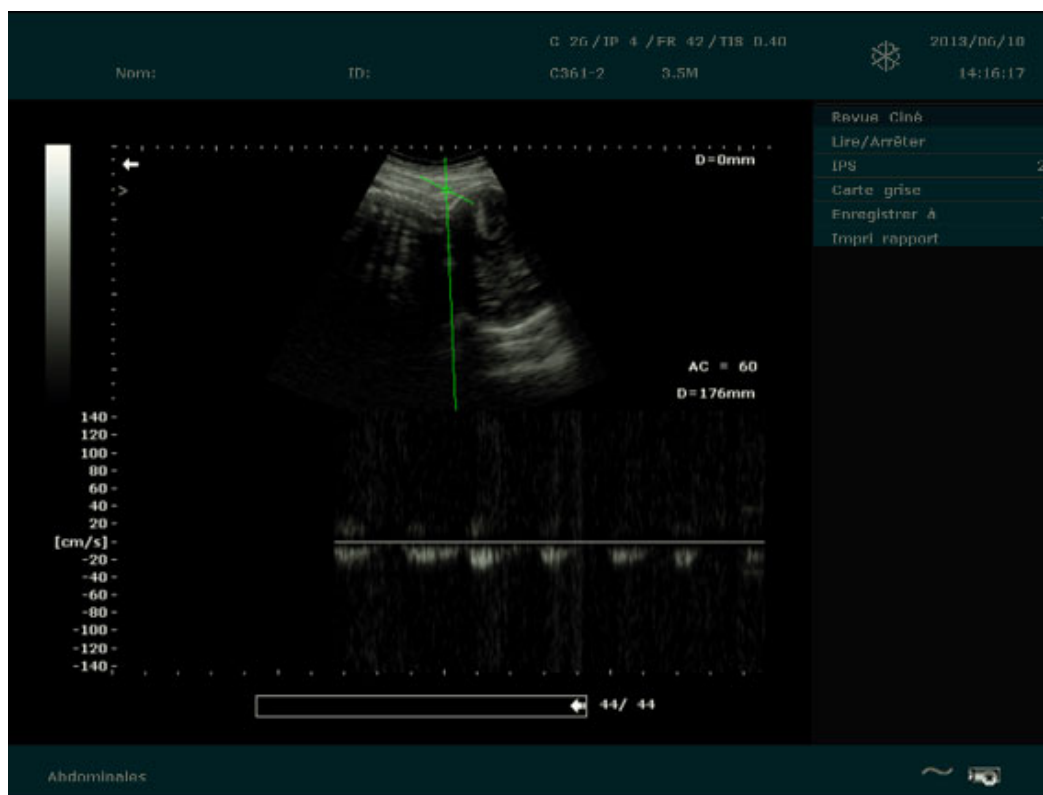 G 26/IP 4 /FR 42/TIS 0.40
2013/06/10
Nom:
ID:
C361-2
3.5M
14:16:17
Revue Ciné
Lire/Arrêter
IPS 2
Carte grise
Enregistrer à
Impri rapport
D=0mm
AC = 60
D=176mm
140
120
100
80
60
40
20
[cm/s]
-20
-40
-60
-80
-100
-120
-140
44/ 44
Abdominales